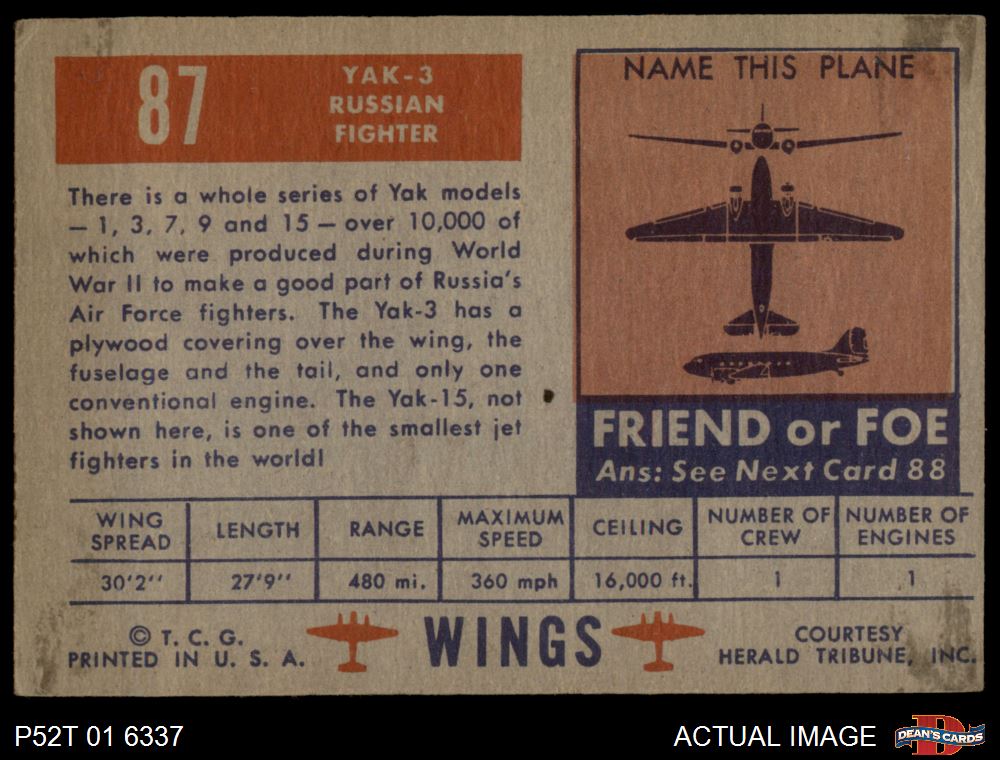 87
YAK-3
RUSSIAN
FIGHTER
There is a whole series of Yak models
— 1, 3, 7, 9 and 15 — over 10,000 of
which were produced during World
War II to make a good part of Russia's
Air Force fighters. The Yak-3 has a
plywood covering over the wing, the
fuselage and the tail, and only one
conventional engine. The Yak-15, not
shown here, is one of the smallest jet
fighters in the world!
NAME THIS PLANE
FRIEND or FOE
Ans: See Next Card 88
WING SPREAD LENGTH RANGE MAXIMUM SPEED CEILING NUMBER OF CREW NUMBER OF ENGINES
30'2'' 27'9'' 480 mi. 360 mph 16,000 ft. 1 1
© T. C. G.
PRINTED IN U. S. A.
WINGS
COURTESY
HERALD TRIBUNE, INC.
P52T 01 6337
ACTUAL IMAGE
DEAN'S CARDS